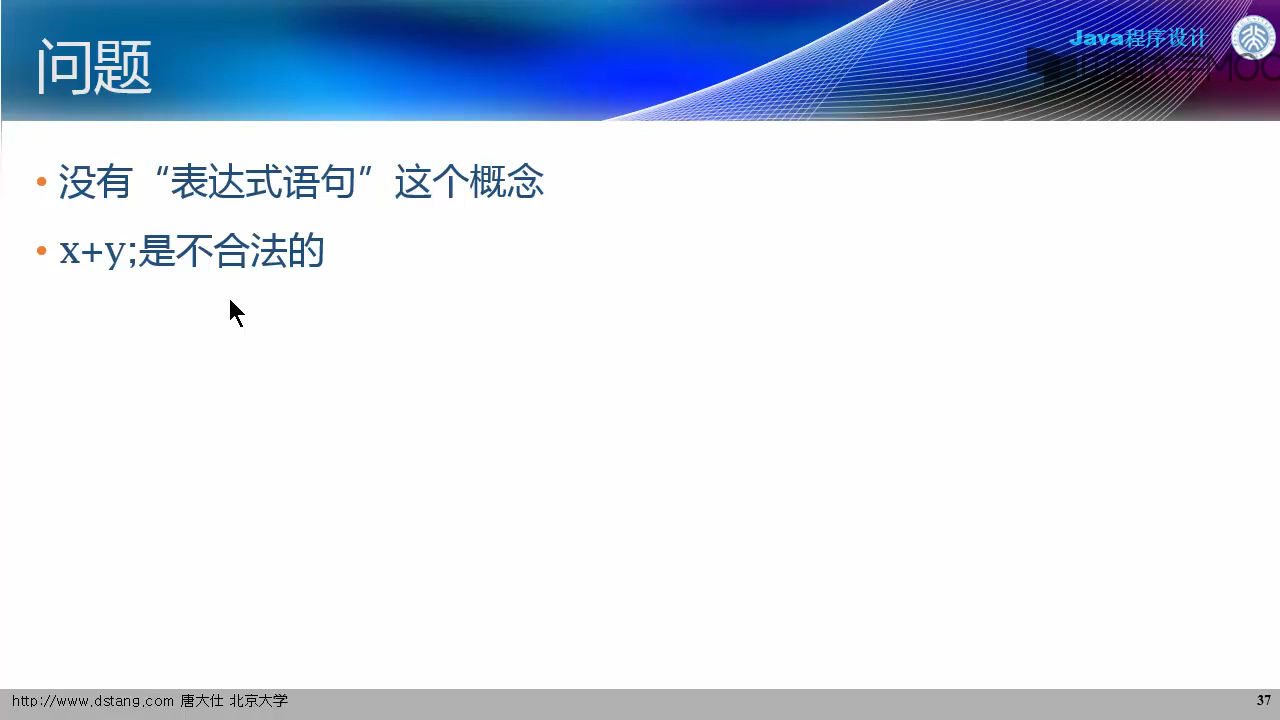 Java程序设计
问题
没有“表达式语句”这个概念
x+y;是不合法的
http://www.dstang.com 唐大仕 北京大学
37